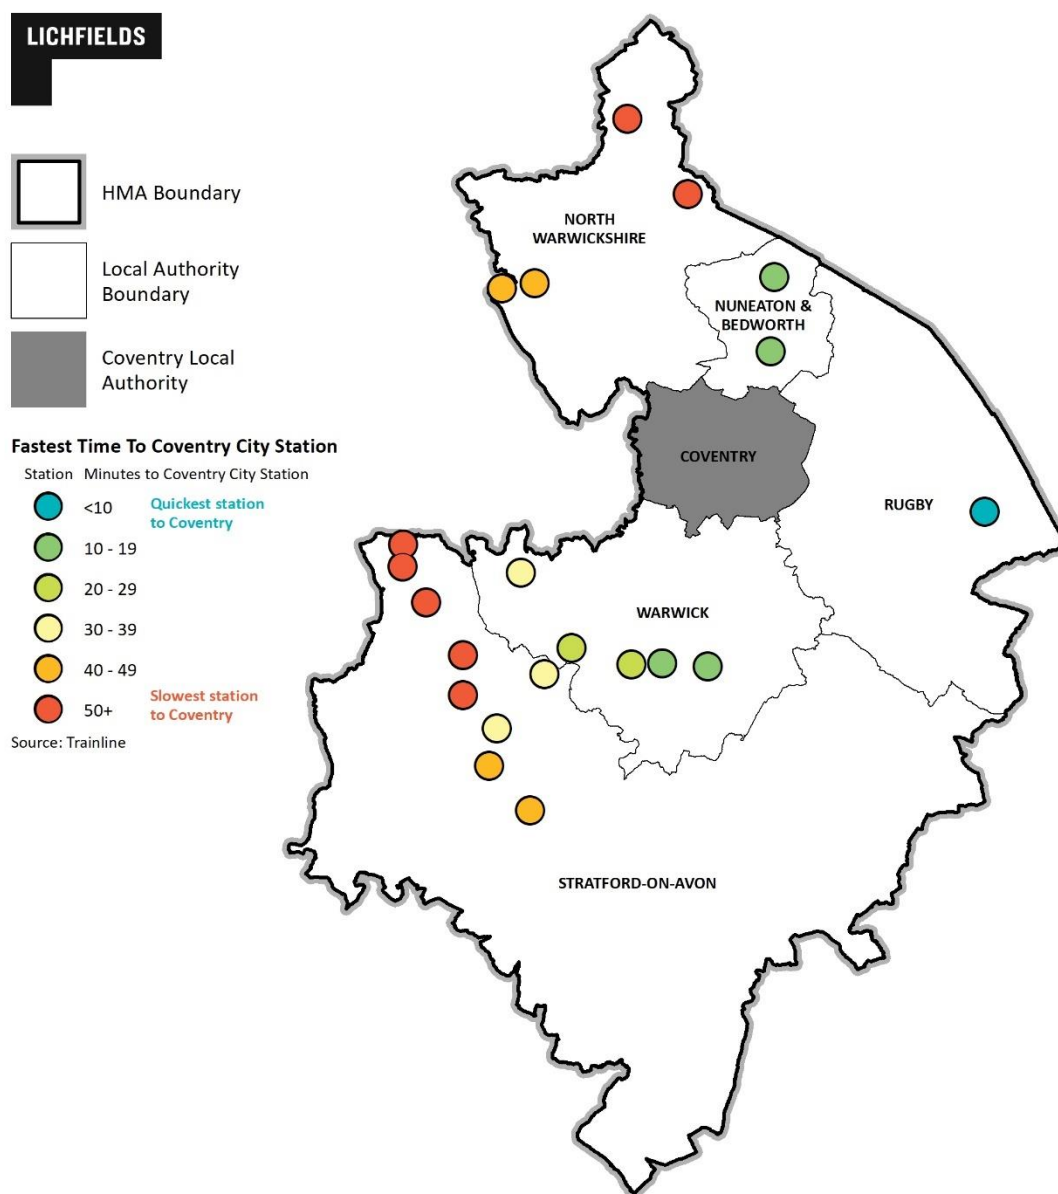 LICHFIELDS
HMA Boundary
Local Authority
Boundary
Coventry Local
Authority
Fastest Time To Coventry City Station
Station Minutes to Coventry City Station
<10 Quickest station
to Coventry
10 - 19
20 - 29
30 - 39
40 - 49
50+ Slowest station
to Coventry
Source: Trainline
NORTH
WARWICKSHIRE
NUNEATON &
BEDWORTH
COVENTRY
RUGBY
WARWICK
STRATFORD-ON-AVON